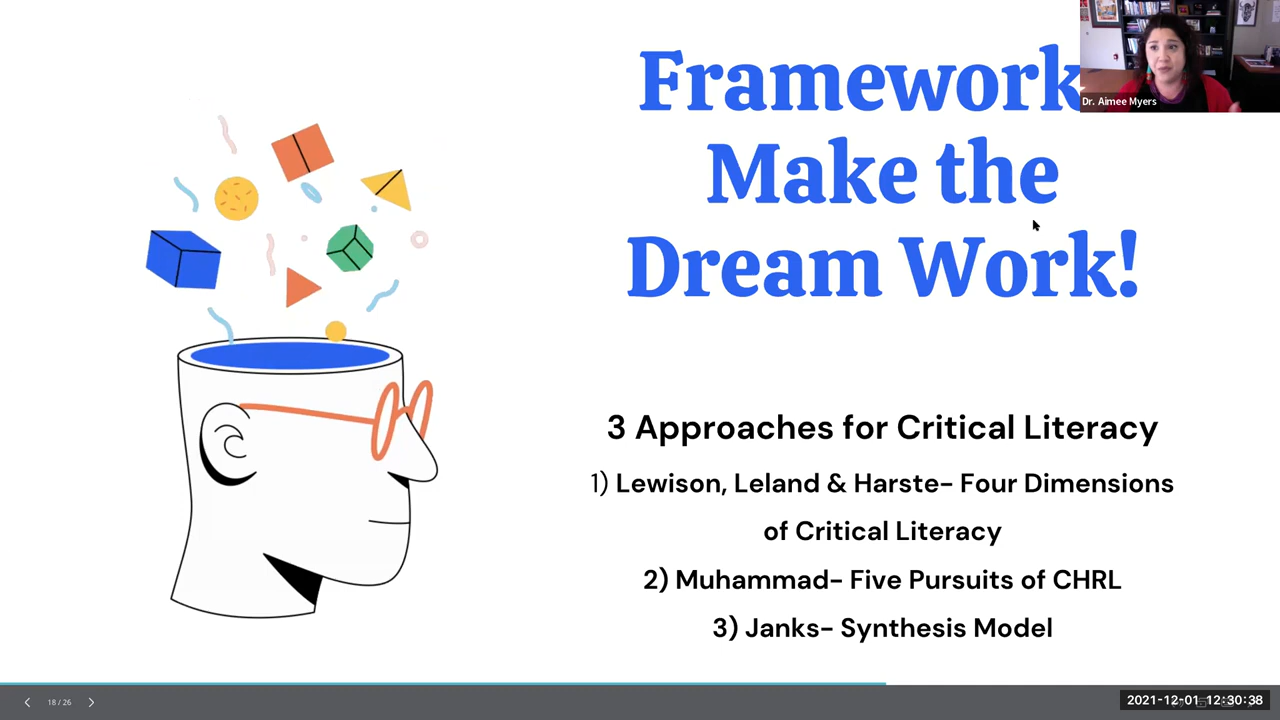 Framework
Make the
Dream Work!
Dr. Aimee Myers
3 Approaches for Critical Literacy
1) Lewison, Leland & Harste- Four Dimensions
of Critical Literacy
2) Muhammad- Five Pursuits of CHRL
3) Janks- Synthesis Model
18 / 26
2021-12-01 12:30:38